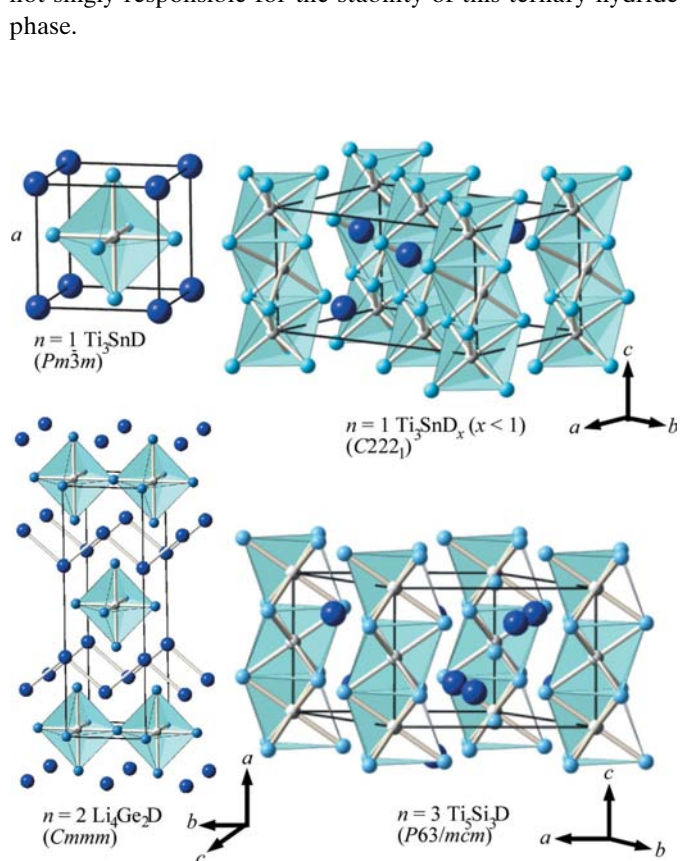 not singly responsible for the stability of this ternary hydride
phase.
a
n = 1 Ti₃SnD
(Pm3̄m)
c
a
b
n = 1 Ti₃SnDₓ (x < 1)
(C222₁)
a
b
c
n = 2 Li₄Ge₂D
(Cmmm)
c
a
b
n = 3 Ti₅Si₃D
(P63/mcm)